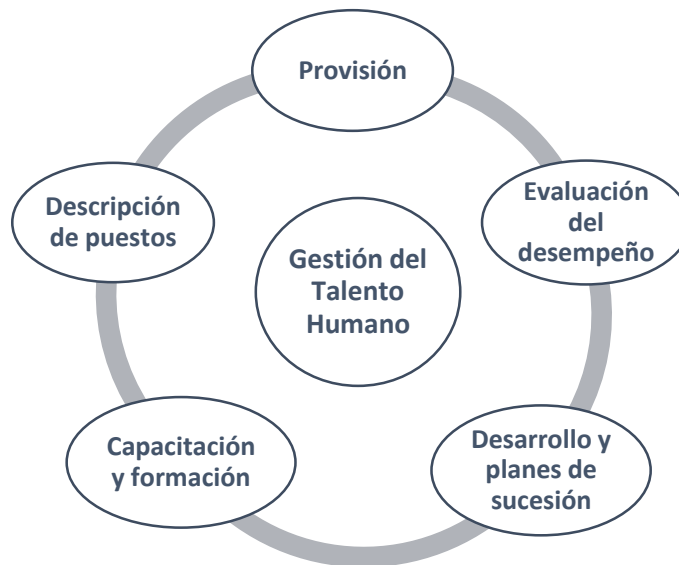 Provisión
Evaluación
del
desempeño
Descripción
de puestos
Gestión del
Talento
Humano
Capacitación
y formación
Desarrollo y
planes de
sucesión